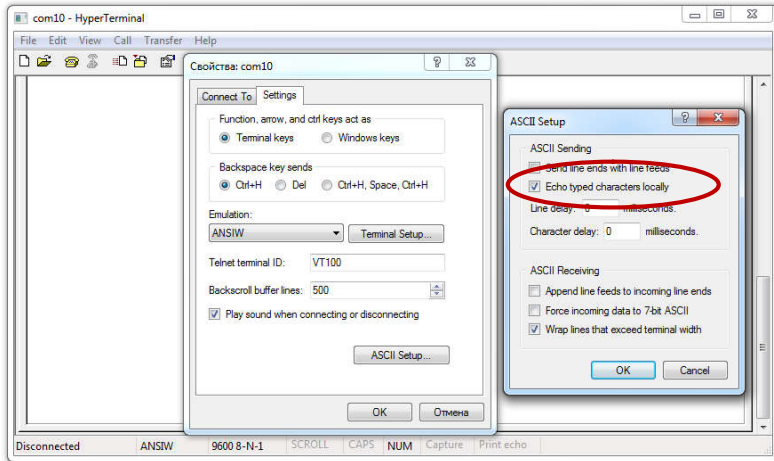 com10 - HyperTerminal
File Edit View Call Transfer Help
Свойства: com10
Connect To Settings
Function, arrow, and ctrl keys act as
Terminal keys Windows keys
Backspace key sends
Ctrl+H Del Ctrl+H, Space, Ctrl+H
Emulation:
ANSIW Terminal Setup...
Telnet terminal ID: VT100
Backscroll buffer lines: 500
Play sound when connecting or disconnecting
ASCII Setup...
OK Отмена
ASCII Setup
ASCII Sending
Send line ends with line feeds
Echo typed characters locally
Line delay: 0 milliseconds.
Character delay: 0 milliseconds.
ASCII Receiving
Append line feeds to incoming line ends
Force incoming data to 7-bit ASCII
Wrap lines that exceed terminal width
OK Cancel
Disconnected ANSIW 9600 8-N-1 SCROLL CAPS NUM Capture Print echo